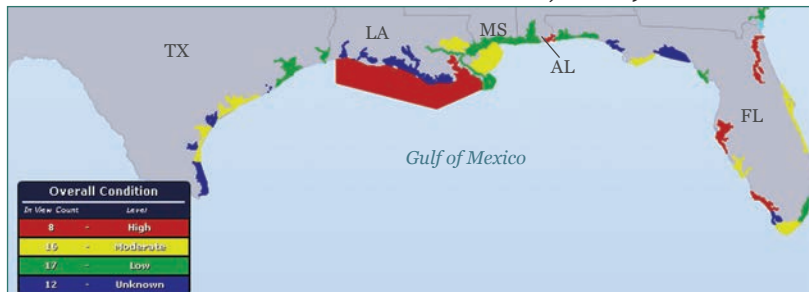 TX
LA
MS
AL
FL
Gulf of Mexico
Overall Condition
In View Count Level
8 - High
16 - Moderate
17 - Low
12 - Unknown